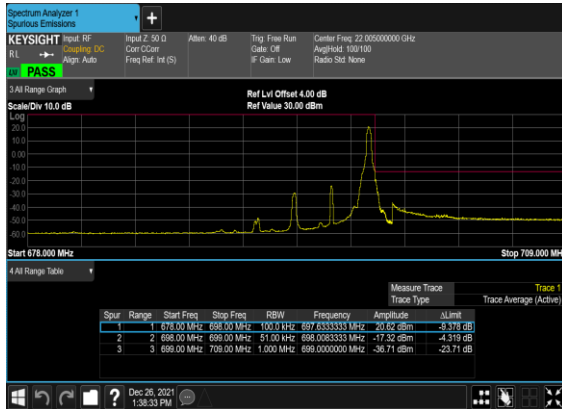 Spectrum Analyzer 1
Spurious Emissions
+
KEYSIGHT Input: RF Input Z: 50 Ω Atten: 40 dB Trig: Free Run Center Freq: 22.005000000 GHz
RL Coupling: DC Corr CCorr Gate: Off Avg|Hold: 100/100
Align: Auto Freq Ref: Int (S) IF Gain: Low Radio Std: None
LV PASS
3 All Range Graph
Ref Lvl Offset 4.00 dB
Scale/Div 10.0 dB Ref Value 30.00 dBm
Log
20.0
10.0
0.00
-10.0
-20.0
-30.0
-40.0
-50.0
-60.0
Start 678.000 MHz Stop 709.000 MH
4 All Range Table
Measure Trace Trace 1
Trace Type Trace Average (Active)
Spur Range Start Freq Stop Freq RBW Frequency Amplitude ΔLimit
1 1 678.00 MHz 698.00 MHz 100.0 kHz 697.6333333 MHz 20.62 dBm -9.378 dB
2 2 698.00 MHz 699.00 MHz 51.00 kHz 698.0083333 MHz -17.32 dBm -4.319 dB
3 3 699.00 MHz 709.00 MHz 1.000 MHz 699.0000000 MHz -36.71 dBm -23.71 dB
? Dec 26, 2021
1:38:33 PM